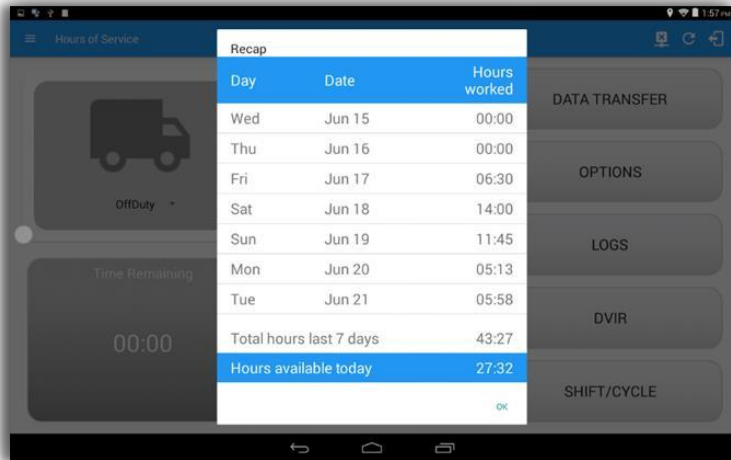 1:57 PM
Hours of Service
Recap
Day Date Hours worked
Wed Jun 15 00:00
Thu Jun 16 00:00
Fri Jun 17 06:30
Sat Jun 18 14:00
Sun Jun 19 11:45
Mon Jun 20 05:13
Tue Jun 21 05:58
Total hours last 7 days 43:27
Hours available today 27:32
OK
OffDuty
Time Remaining
00:00
DATA TRANSFER
OPTIONS
LOGS
DVIR
SHIFT/CYCLE